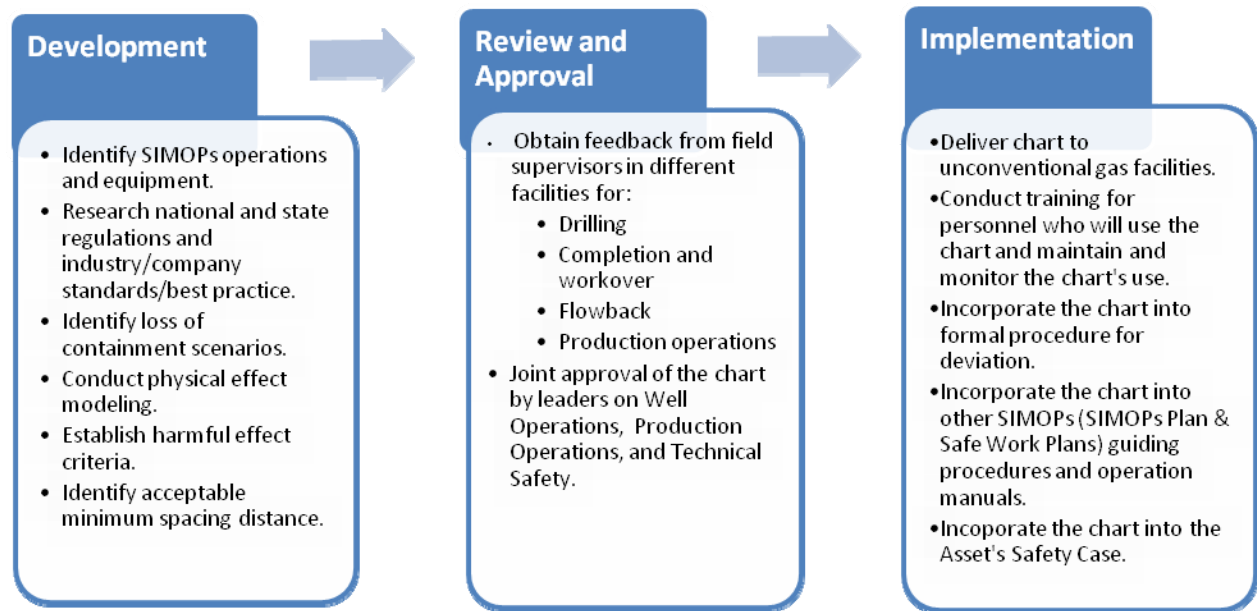 Development
• Identify SIMOPs operations
and equipment.
• Research national and state
regulations and
industry/company
standards/best practice.
• Identify loss of
containment scenarios.
• Conduct physical effect
modeling.
• Establish harmful effect
criteria.
• Identify acceptable
minimum spacing distance.
Review and
Approval
. Obtain feedback from field
supervisors in different
facilities for:
• Drilling
• Completion and
workover
• Flowback
• Production operations
• Joint approval of the chart
by leaders on Well
Operations, Production
Operations, and Technical
Safety.
Implementation
•Deliver chart to
unconventional gas facilities.
•Conduct training for
personnel who will use the
chart and maintain and
monitor the chart's use.
•Incorporate the chart into
formal procedure for
deviation.
•Incorporate the chart into
other SIMOPs (SIMOPs Plan &
Safe Work Plans) guiding
procedures and operation
manuals.
•Incoporate the chart into the
Asset's Safety Case.